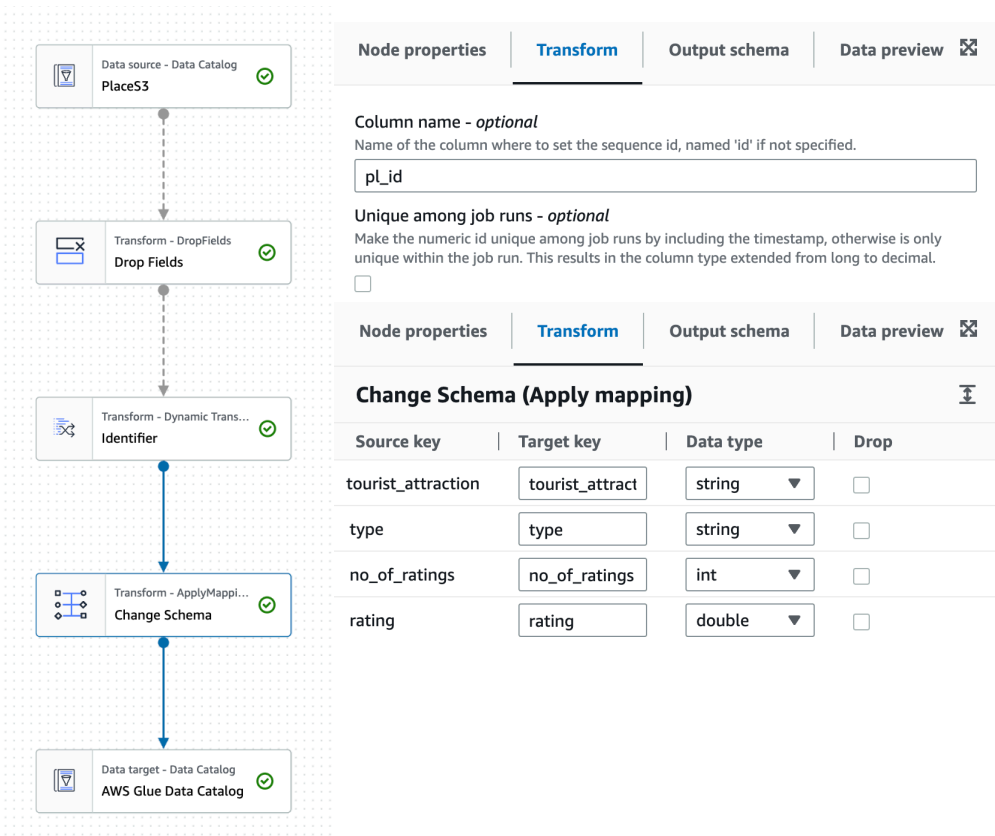 Data source - Data Catalog
PlaceS3
Transform - DropFields
Drop Fields
Transform - Dynamic Trans...
Identifier
Transform - ApplyMappi...
Change Schema
Data target - Data Catalog
AWS Glue Data Catalog
Node properties Transform Output schema Data preview
Column name - optional
Name of the column where to set the sequence id, named 'id' if not specified.
pl_id
Unique among job runs - optional
Make the numeric id unique among job runs by including the timestamp, otherwise is only
unique within the job run. This results in the column type extended from long to decimal.
Node properties Transform Output schema Data preview
Change Schema (Apply mapping)
Source key Target key Data type Drop
tourist_attraction tourist_attract string
type type string
no_of_ratings no_of_ratings int
rating rating double